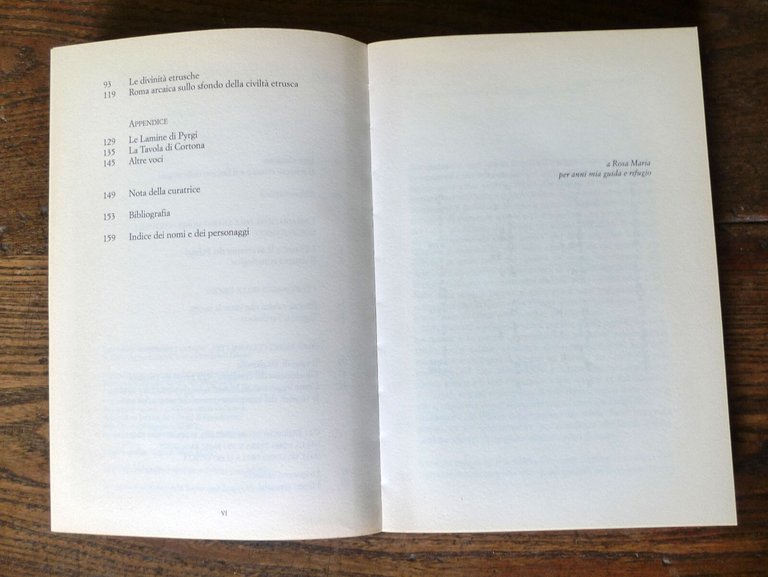 93 Le divinità etrusche
119 Roma arcaica sullo sfondo della civiltà etrusca
APPENDICE
129 Le Lamine di Pyrgi
135 La Tavola di Cortona
145 Altre voci
149 Nota della curatrice
153 Bibliografia
159 Indice dei nomi e dei personaggi
VI
a Rosa Maria
per anni mia guida e rifugio